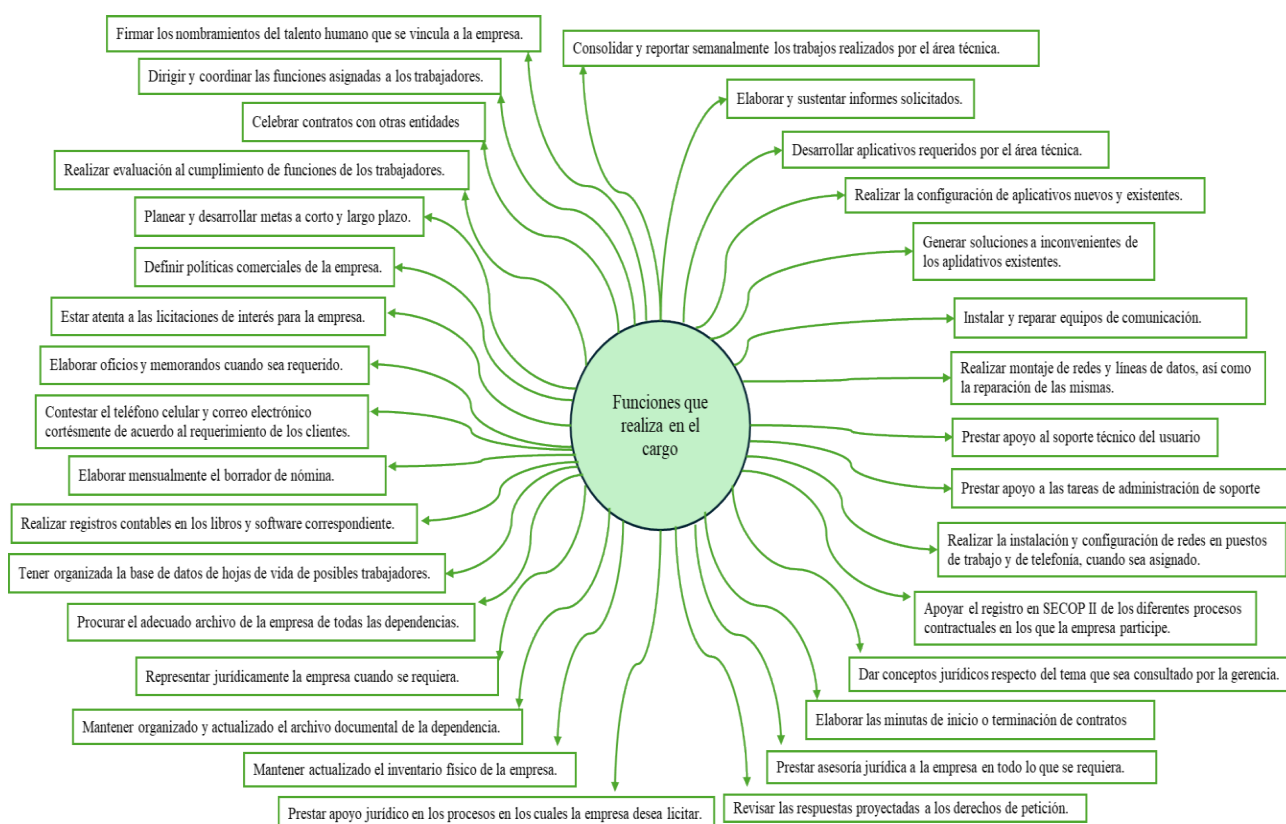 Firmar los nombramientos del talento humano que se vincula a la empresa.
Dirigir y coordinar las funciones asignadas a los trabajadores.
Celebrar contratos con otras entidades
Realizar evaluación al cumplimiento de funciones de los trabajadores.
Planear y desarrollar metas a corto y largo plazo.
Definir políticas comerciales de la empresa.
Estar atenta a las licitaciones de interés para la empresa.
Elaborar oficios y memorandos cuando sea requerido.
Contestar el teléfono celular y correo electrónico
cortésmente de acuerdo al requerimiento de los clientes.
Elaborar mensualmente el borrador de nómina.
Realizar registros contables en los libros y software correspondiente.
Tener organizada la base de datos de hojas de vida de posibles trabajadores.
Procurar el adecuado archivo de la empresa de todas las dependencias.
Representar jurídicamente la empresa cuando se requiera.
Mantener organizado y actualizado el archivo documental de la dependencia.
Mantener actualizado el inventario físico de la empresa.
Prestar apoyo jurídico en los procesos en los cuales la empresa desea licitar.
Funciones que
realiza en el
cargo
Consolidar y reportar semanalmente los trabajos realizados por el área técnica.
Elaborar y sustentar informes solicitados.
Desarrollar aplicativos requeridos por el área técnica.
Realizar la configuración de aplicativos nuevos y existentes.
Generar soluciones a inconvenientes de
los aplidativos existentes.
Instalar y reparar equipos de comunicación.
Realizar montaje de redes y líneas de datos, así como
la reparación de las mismas.
Prestar apoyo al soporte técnico del usuario
Prestar apoyo a las tareas de administración de soporte
Realizar la instalación y configuración de redes en puestos
de trabajo y de telefonía, cuando sea asignado.
Apoyar el registro en SECOP II de los diferentes procesos
contractuales en los que la empresa participe.
Dar conceptos jurídicos respecto del tema que sea consultado por la gerencia.
Elaborar las minutas de inicio o terminación de contratos
Prestar asesoría jurídica a la empresa en todo lo que se requiera.
Revisar las respuestas proyectadas a los derechos de petición.